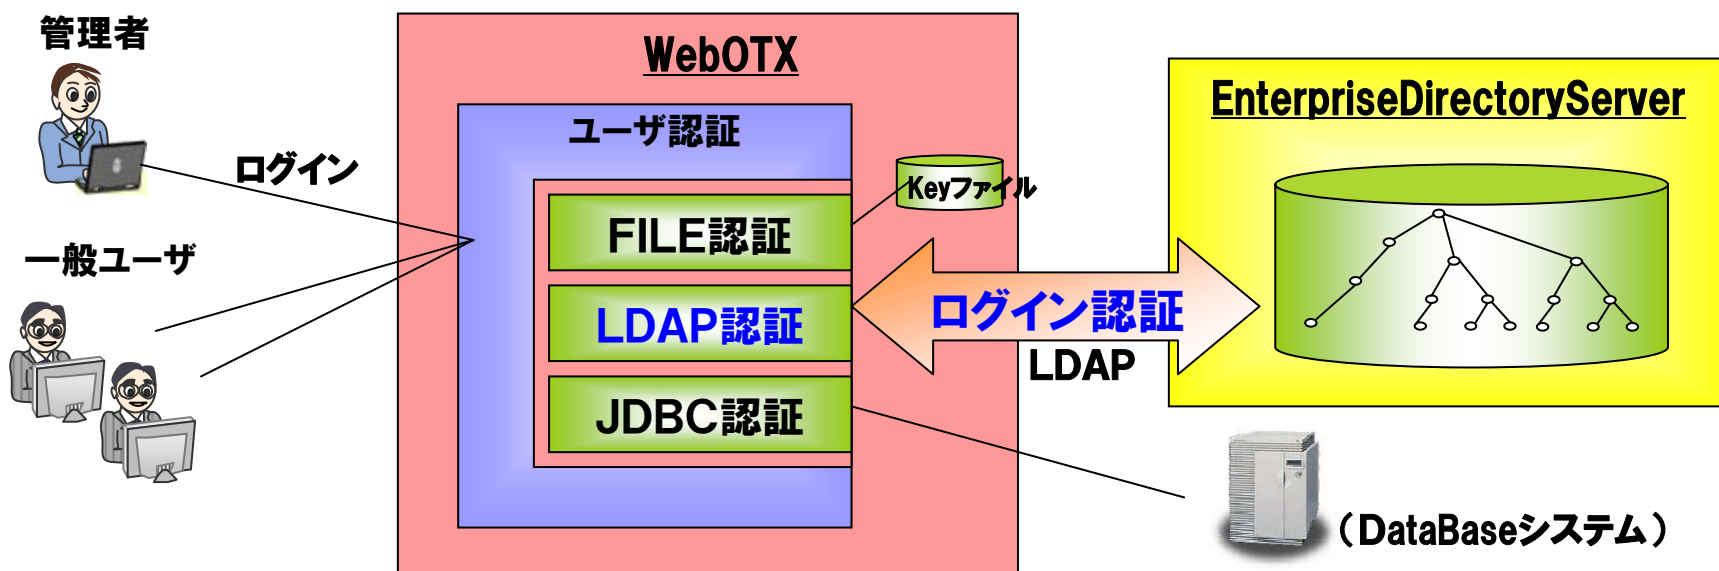 管理者
ログイン
一般ユーザ
WebOTX
ユーザ認証
FILE認証
LDAP認証
JDBC認証
Keyファイル
ログイン認証
LDAP
EnterpriseDirectoryServer
（DataBaseシステム）